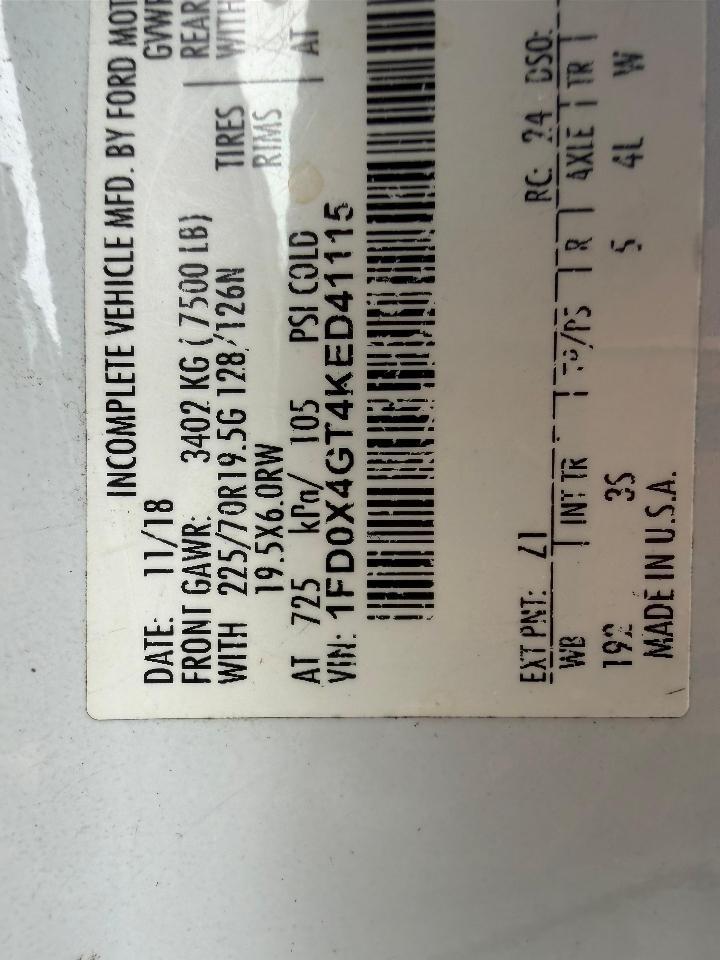 INCOMPLETE VEHICLE MFD. BY FORD MOT
DATE: 11/18 GVWR
FRONT GAWR: 3402 KG ( 7500 LB) REAR
WITH 225/70R19.5G 128/126N TIRES WITH
19.5X6.0RW RIMS
AT 725 kPa/ 105 PSI COLD AT
VIN: 1FD0X4GT4KED41115
EXT PNT: Z1 RC: 24 DSO:
WB INT TR TP/PS R AXLE TR
192 3S 5 4L W
MADE IN U.S.A.